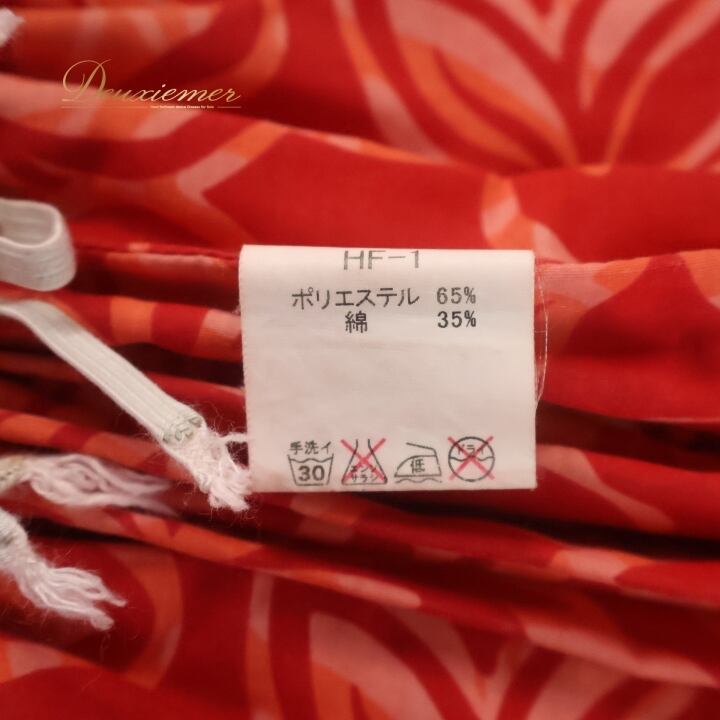 Deuxiemer
HF-1
ポリエステル 65%
綿 35%
手洗イ
30
エンソ
サラシ
低
ドライ